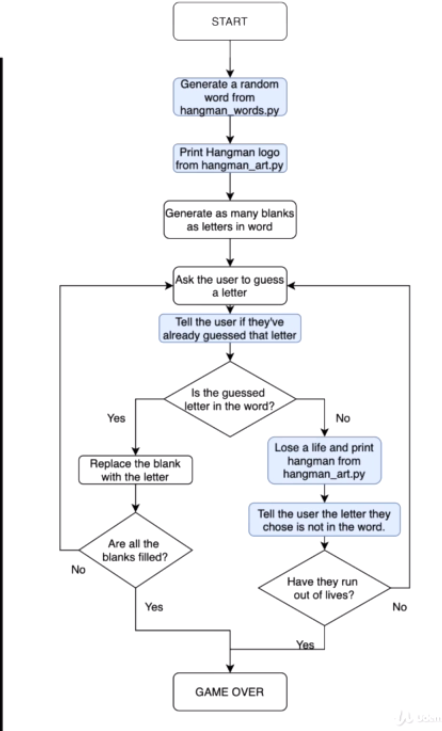 START
Generate a random
word from
hangman_words.py
Print Hangman logo
from hangman_art.py
Generate as many blanks
as letters in word
Ask the user to guess
a letter
Tell the user if they've
already guessed that letter
Is the guessed
letter in the word?
Yes
No
Replace the blank
with the letter
Lose a life and print
hangman from
hangman_art.py
Tell the user the letter they
chose is not in the word.
Are all the
blanks filled?
No
Yes
Have they run
out of lives?
No
Yes
GAME OVER